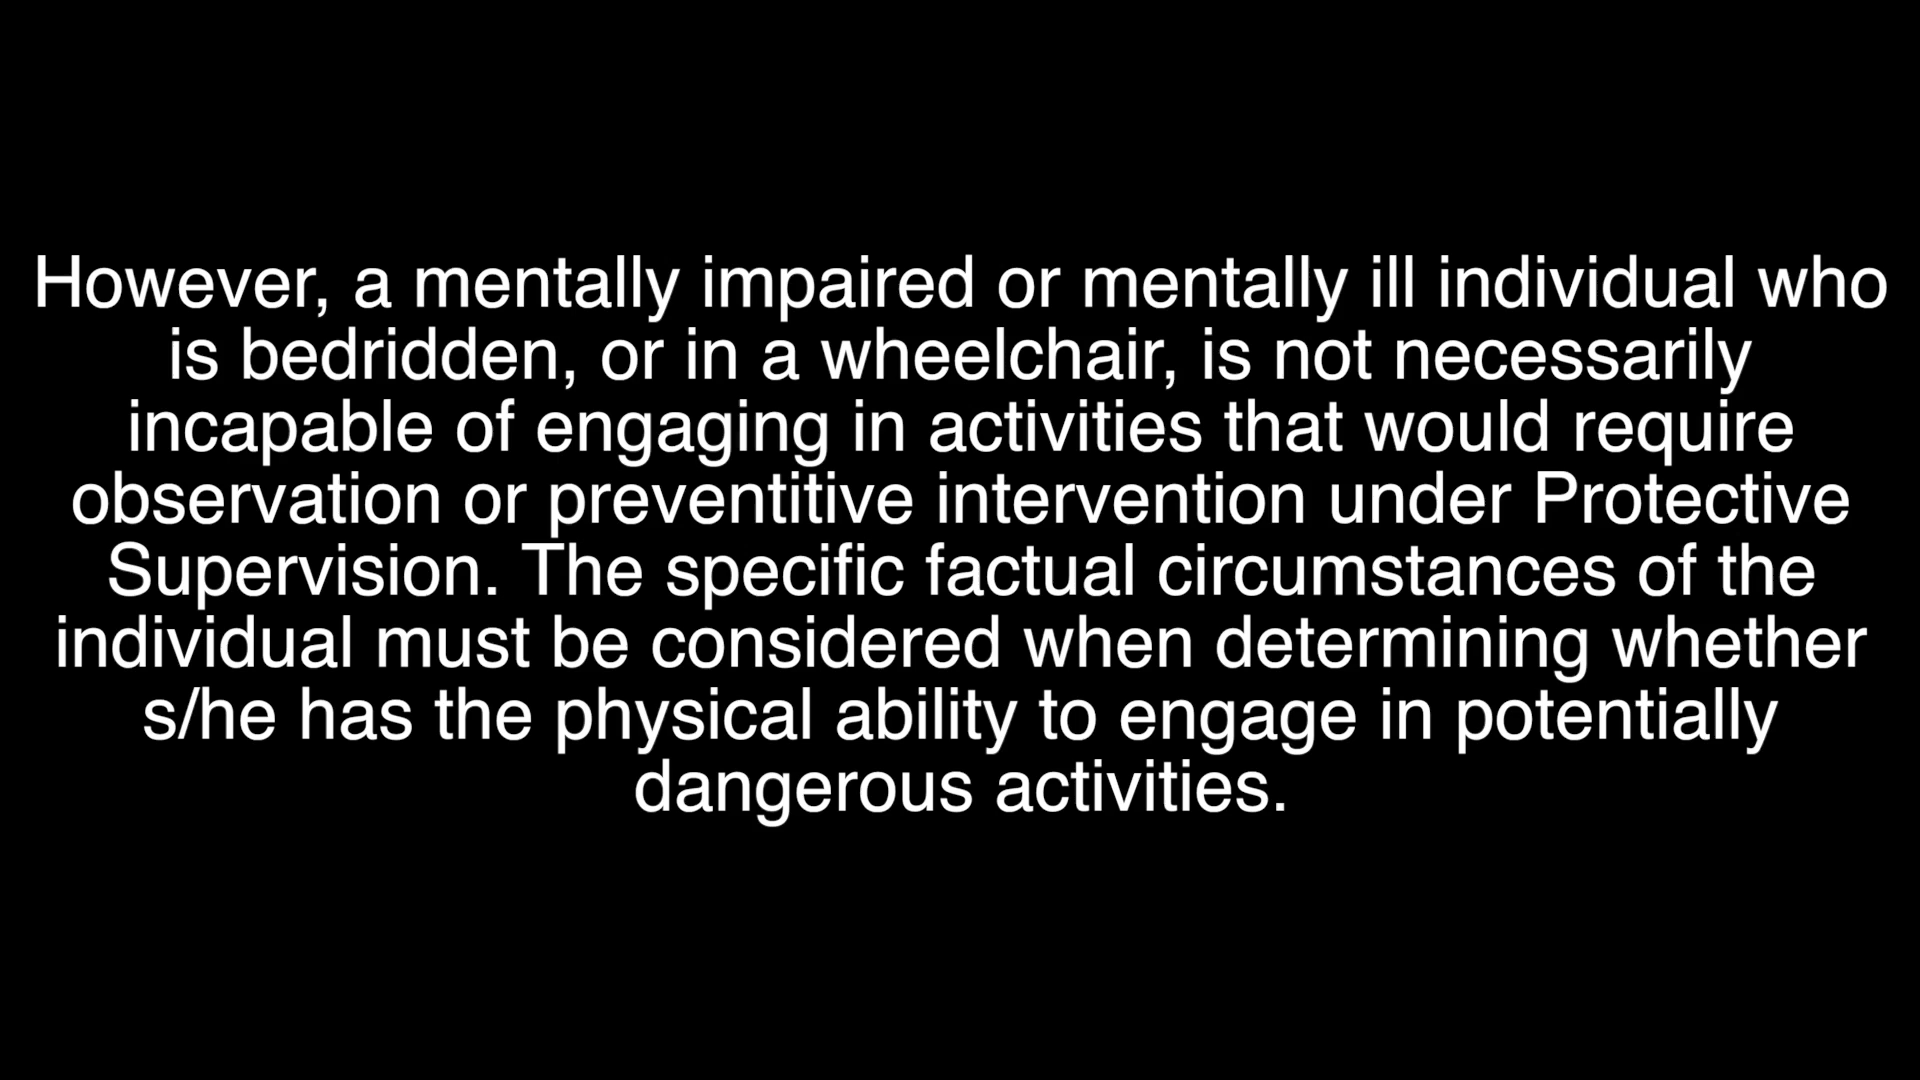 However, a mentally impaired or mentally ill individual who
is bedridden, or in a wheelchair, is not necessarily
incapable of engaging in activities that would require
observation or preventitive intervention under Protective
Supervision. The specific factual circumstances of the
individual must be considered when determining whether
s/he has the physical ability to engage in potentially
dangerous activities.